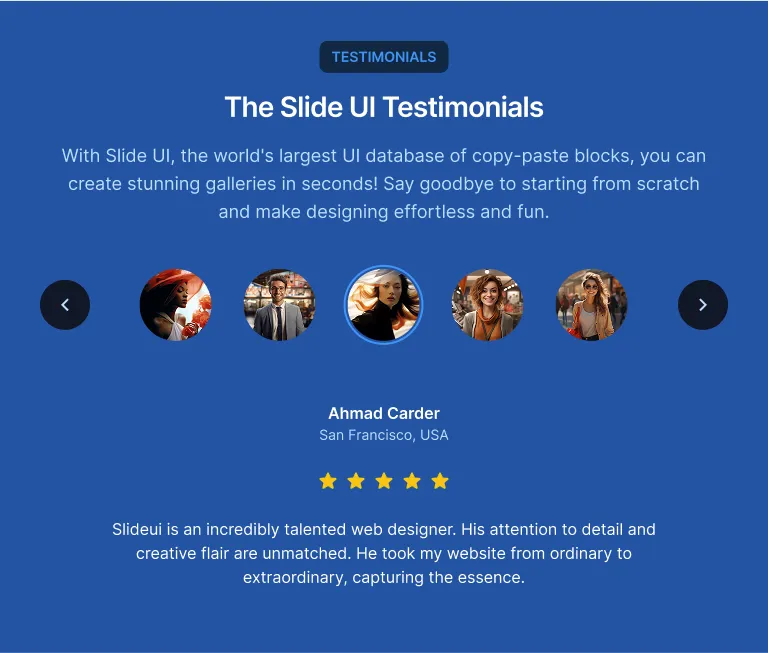 TESTIMONIALS
The Slide UI Testimonials
With Slide UI, the world's largest UI database of copy-paste blocks, you can
create stunning galleries in seconds! Say goodbye to starting from scratch
and make designing effortless and fun.
Ahmad Carder
San Francisco, USA
Slideui is an incredibly talented web designer. His attention to detail and
creative flair are unmatched. He took my website from ordinary to
extraordinary, capturing the essence.